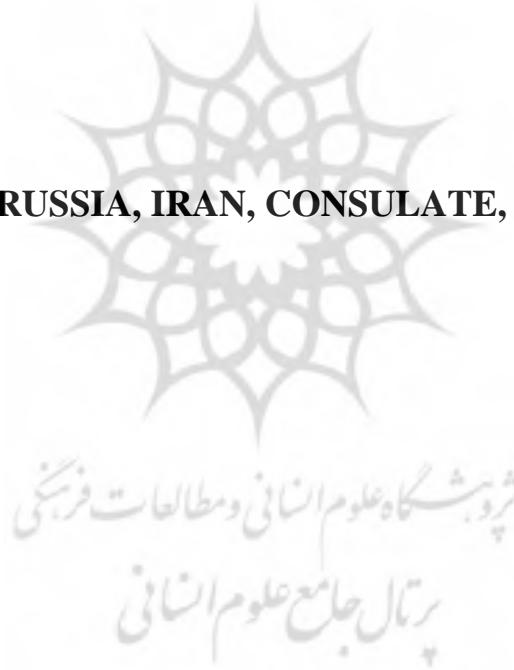 RUSSIA, IRAN, CONSULATE,
پژوهشگاه علوم انسانی و مطالعات فرهنگی
پرتال جامع علوم انسانی